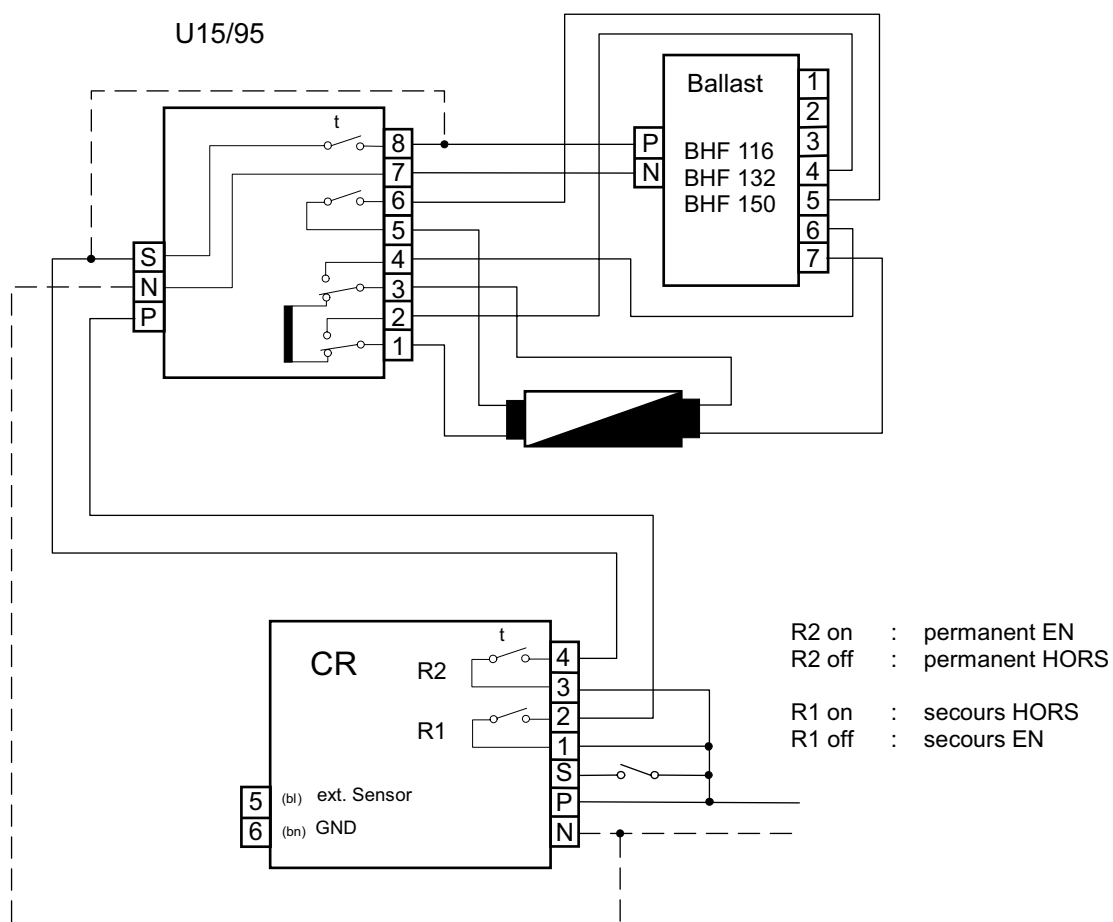 U15/95
t
8
7
6
5
4
3
2
1
S
N
P
Ballast
BHF 116
BHF 132
BHF 150
P
N
1
2
3
4
5
6
7
CR
t
R2
R1
4
3
2
1
S
P
N
5 (bl) ext. Sensor
6 (bn) GND
R2 on : permanent EN
R2 off : permanent HORS
R1 on : secours HORS
R1 off : secours EN